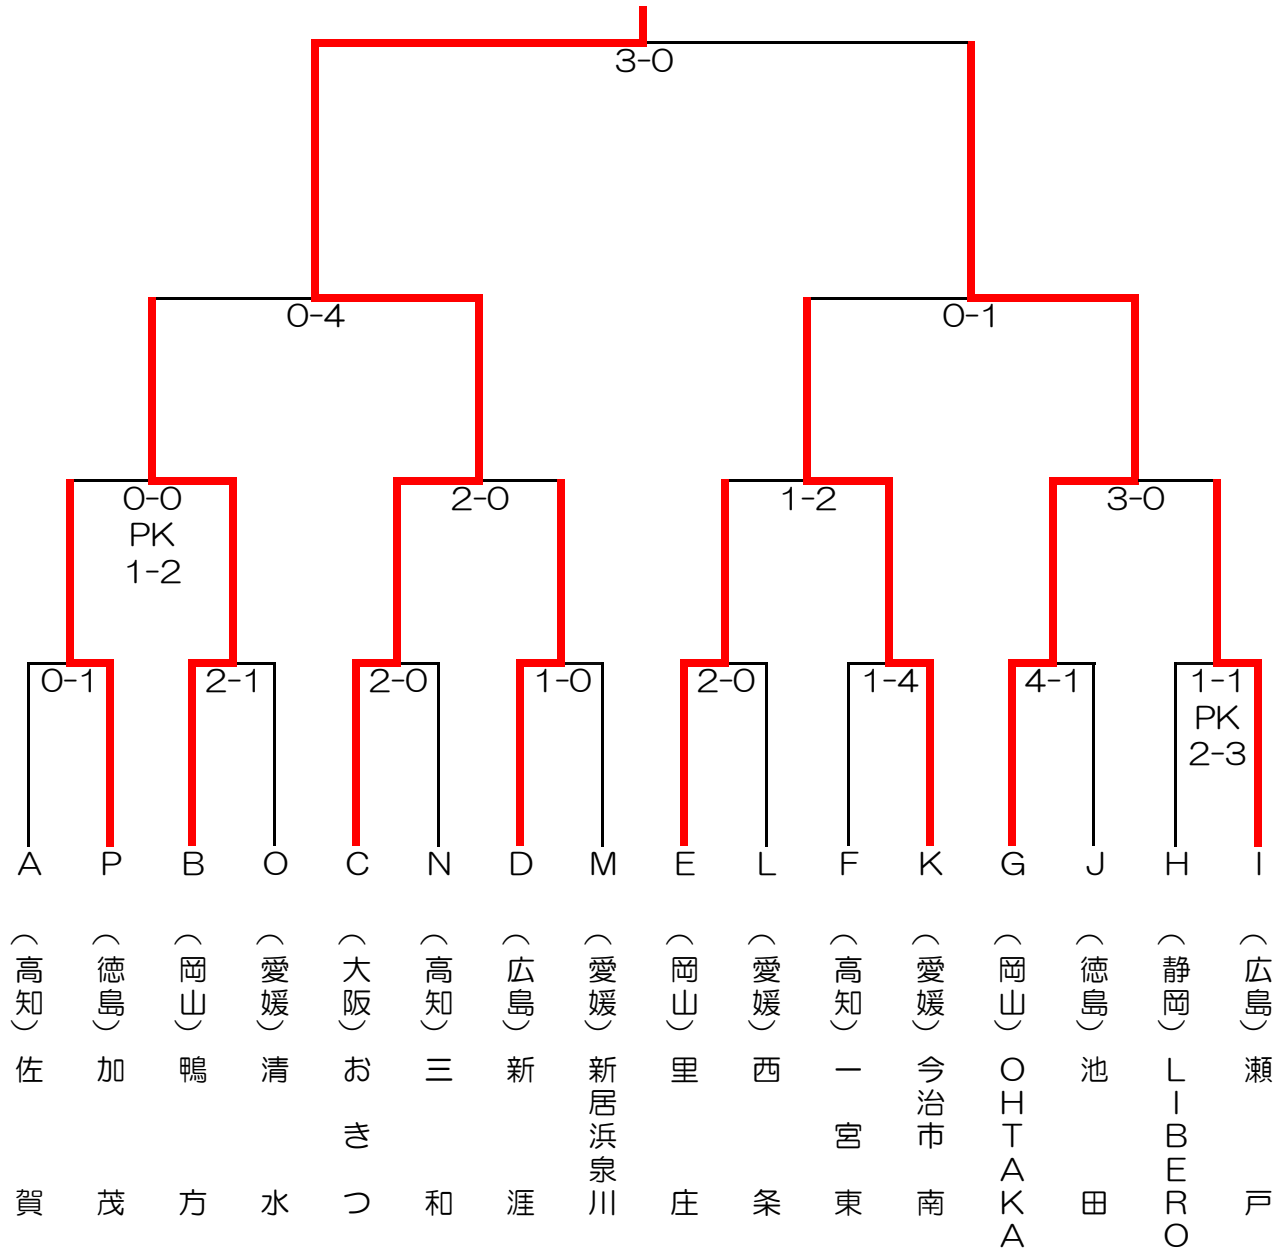 3-0
0-4
0-1
0-0
PK
1-2
2-0
1-2
3-0
0-1
2-1
2-0
1-0
2-0
1-4
4-1
1-1
PK
2-3
A
P
B
O
C
N
D
M
E
L
F
K
G
J
H
I
(高知)佐賀
(徳島)加茂
(岡山)鴨方
(愛媛)清水
(大阪)おきつ
(高知)三和
(広島)新涯
(愛媛)新居浜泉川
(岡山)里庄
(愛媛)西条
(高知)一宮東
(愛媛)今治市南
(岡山)OHTAKA
(徳島)池田
(静岡)LIBERO
(広島)瀬戸